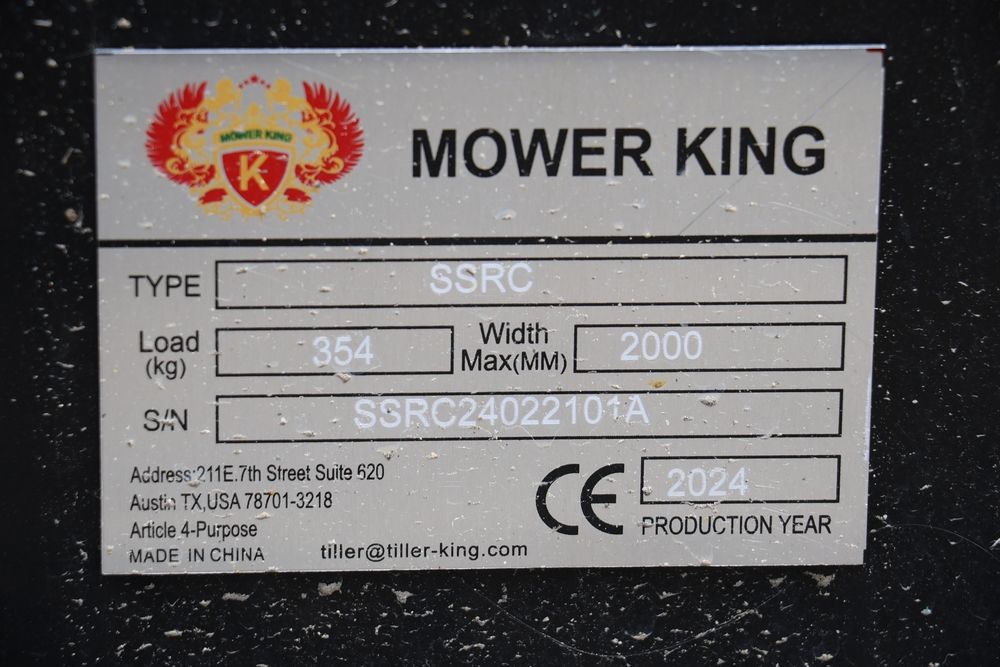 MOWER KING
K
MOWER KING
TYPE SSRC
Load (kg) 354 Width Max(MM) 2000
S/N SSRC24022101A
Address:211E.7th Street Suite 620
Austin TX,USA 78701-3218
Article 4-Purpose
MADE IN CHINA
tiller@tiller-king.com
CE 2024
PRODUCTION YEAR